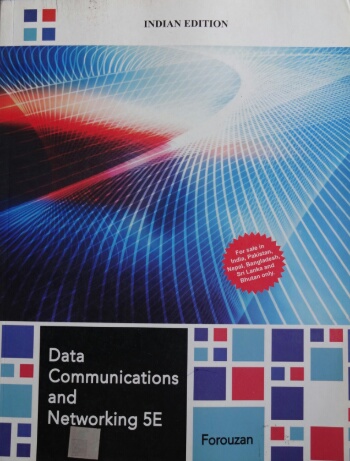 INDIAN EDITION
For sale in
India, Pakistan,
Nepal, Bangladesh,
Sri Lanka and
Bhutan only.
Data
Communications
and
Networking 5E
Forouzan